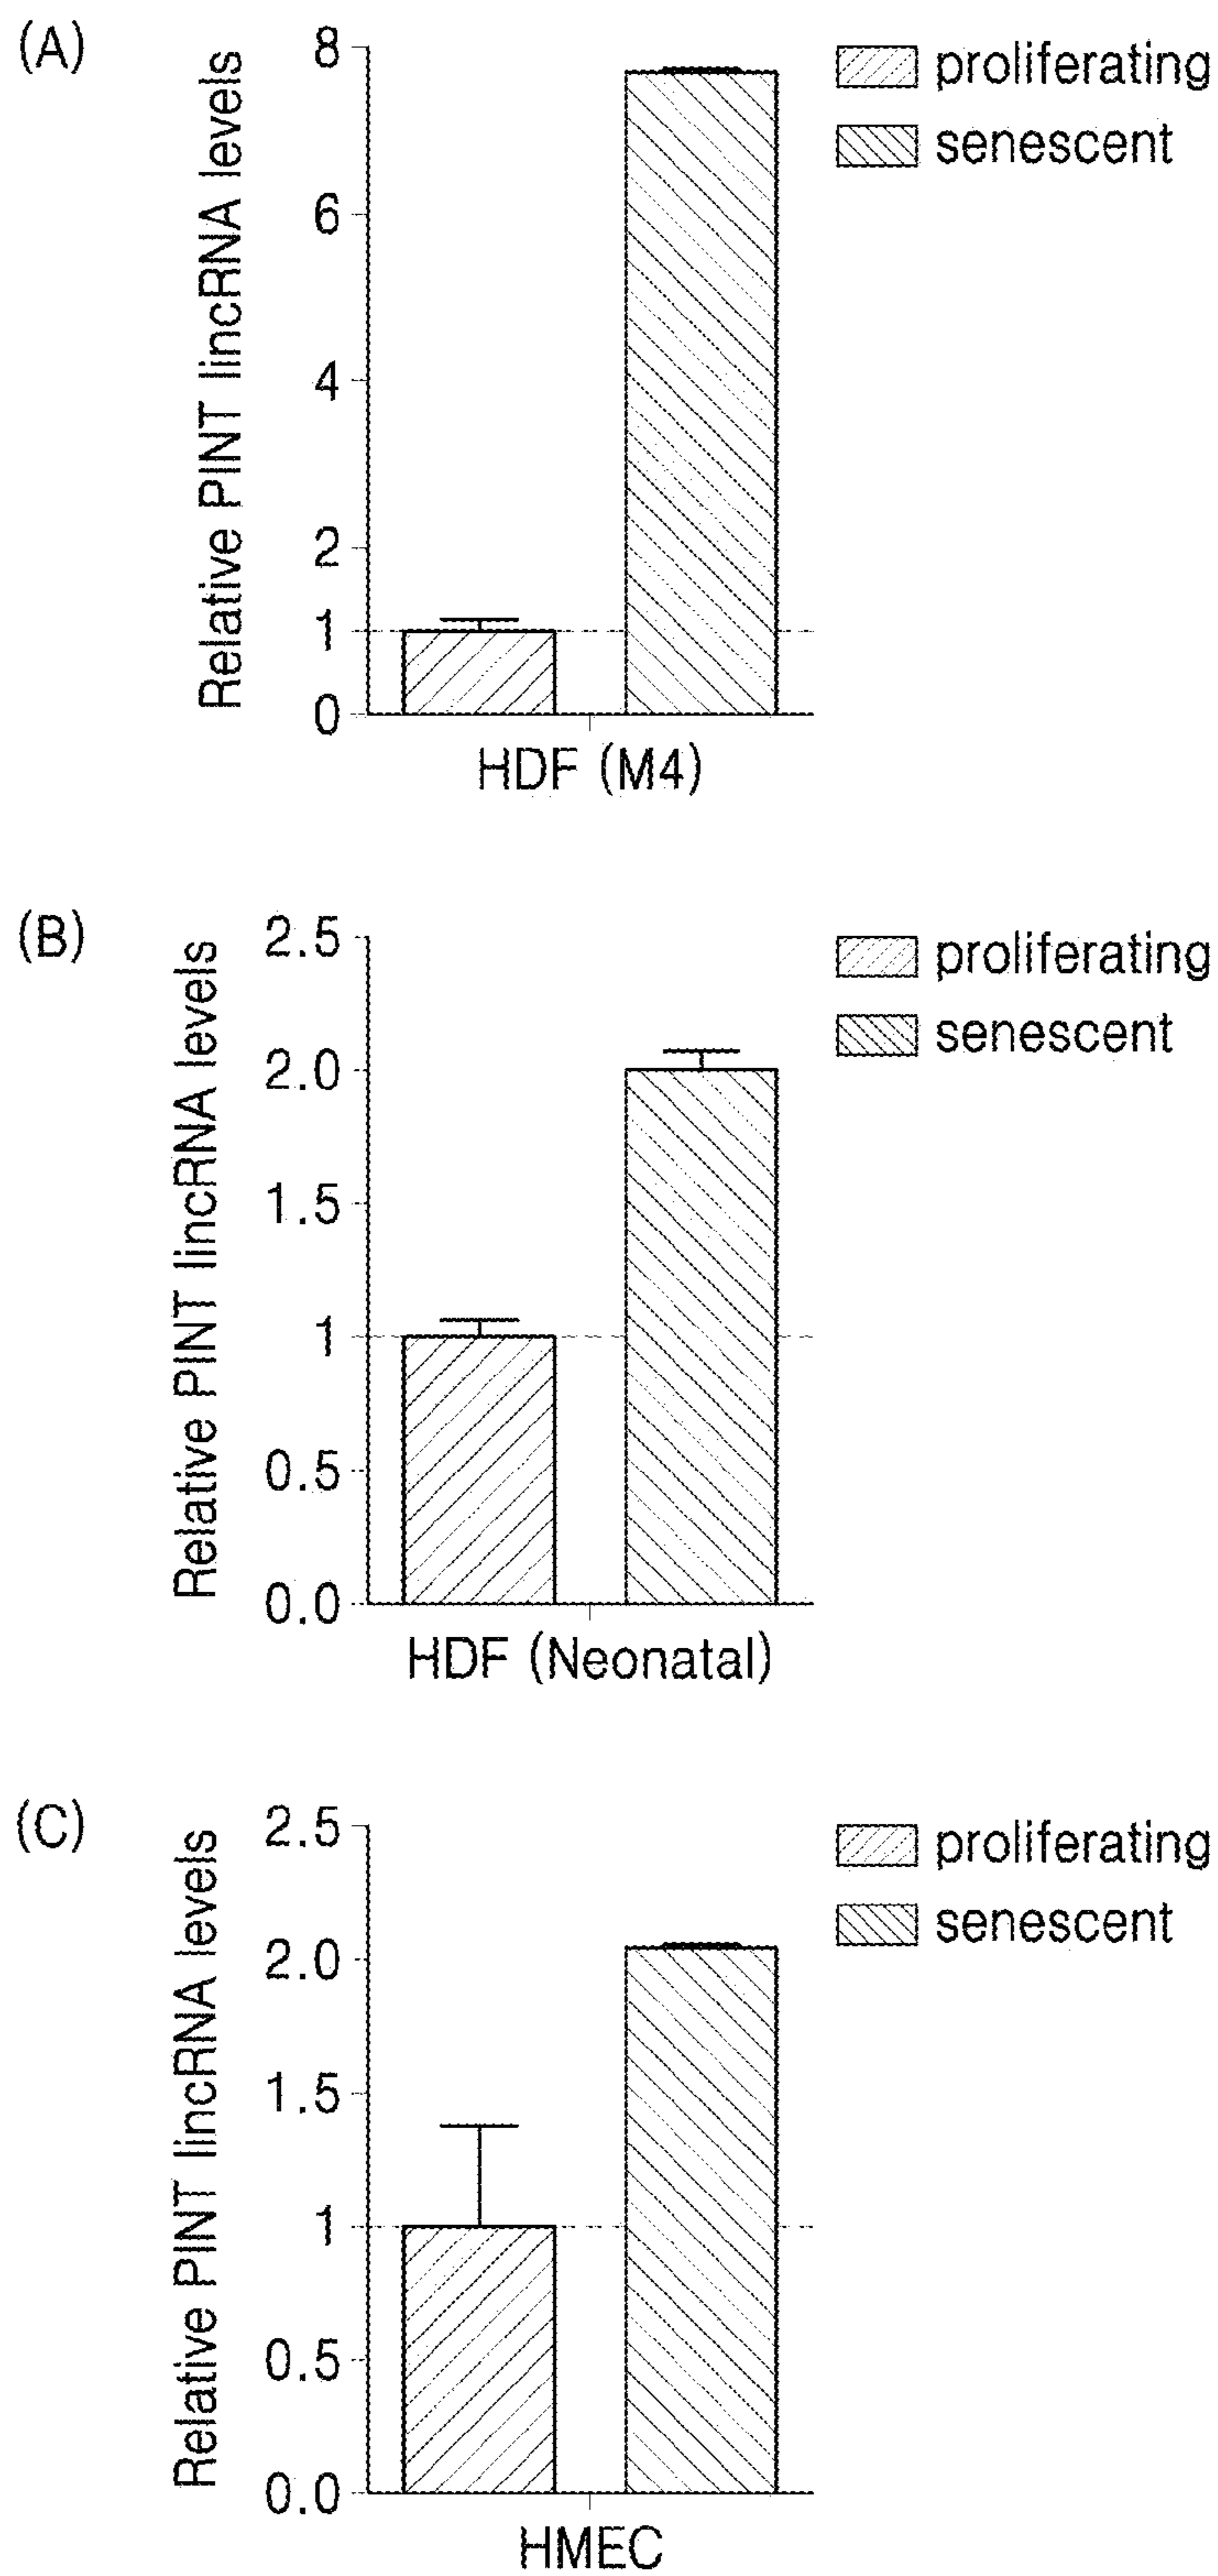 (A)
Relative PINT lincRNA levels
8
6
4
2
1
0
HDF (M4)
proliferating
senescent
(B)
Relative PINT lincRNA levels
2.5
2.0
1.5
1
0.5
0.0
HDF (Neonatal)
proliferating
senescent
(C)
Relative PINT lincRNA levels
2.5
2.0
1.5
1
0.5
0.0
HMEC
proliferating
senescent